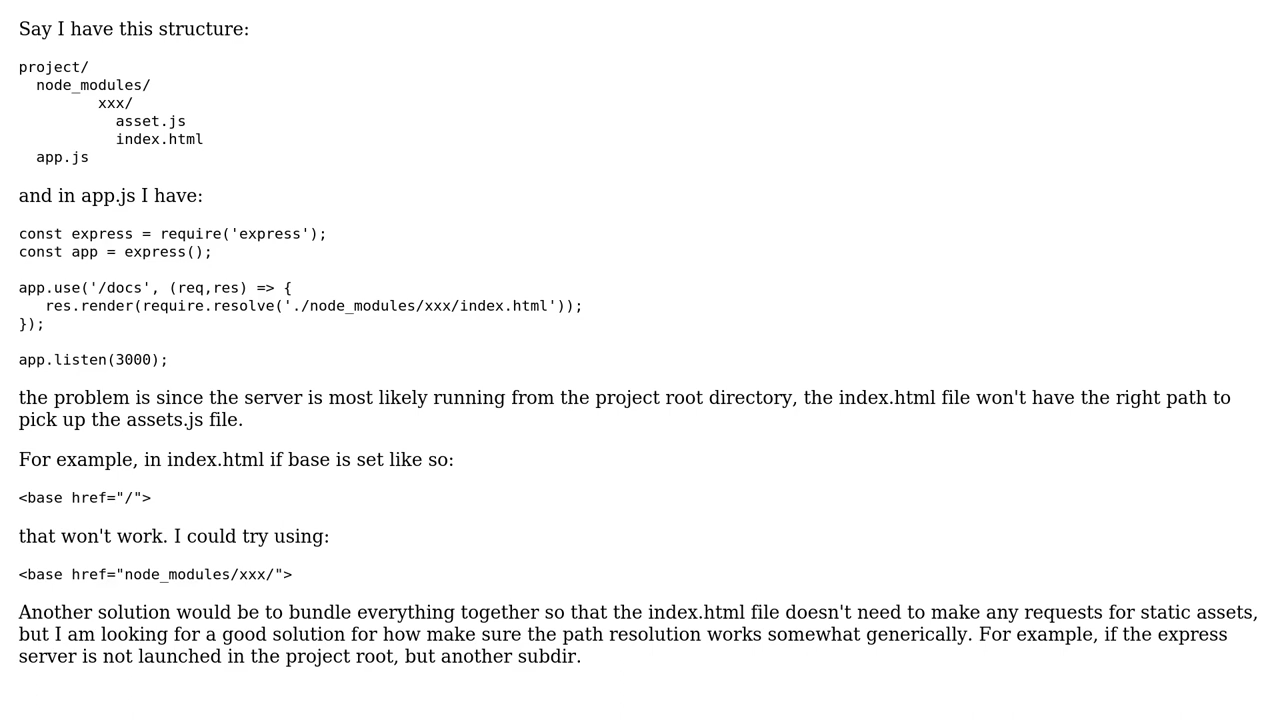 Say I have this structure:
project/
  node_modules/
         xxx/
           asset.js
           index.html
  app.js
and in app.js I have:
const express = require('express');
const app = express();
app.use('/docs', (req,res) => {
   res.render(require.resolve('./node_modules/xxx/index.html'));
});
app.listen(3000);
the problem is since the server is most likely running from the project root directory, the index.html file won't have the right path to
pick up the assets.js file.
For example, in index.html if base is set like so:
<base href="/">
that won't work. I could try using:
<base href="node_modules/xxx/">
Another solution would be to bundle everything together so that the index.html file doesn't need to make any requests for static assets,
but I am looking for a good solution for how make sure the path resolution works somewhat generically. For example, if the express
server is not launched in the project root, but another subdir.